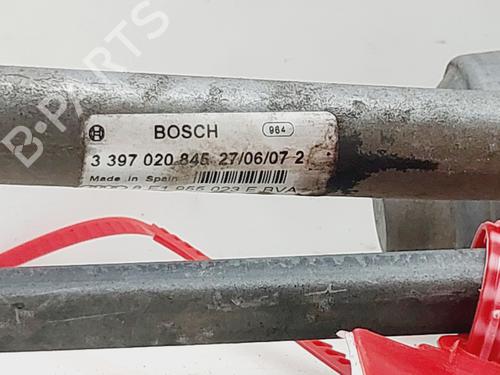 B-PARTS
BOSCH 964
3 397 020 845 27/06/07 2
Made in Spain